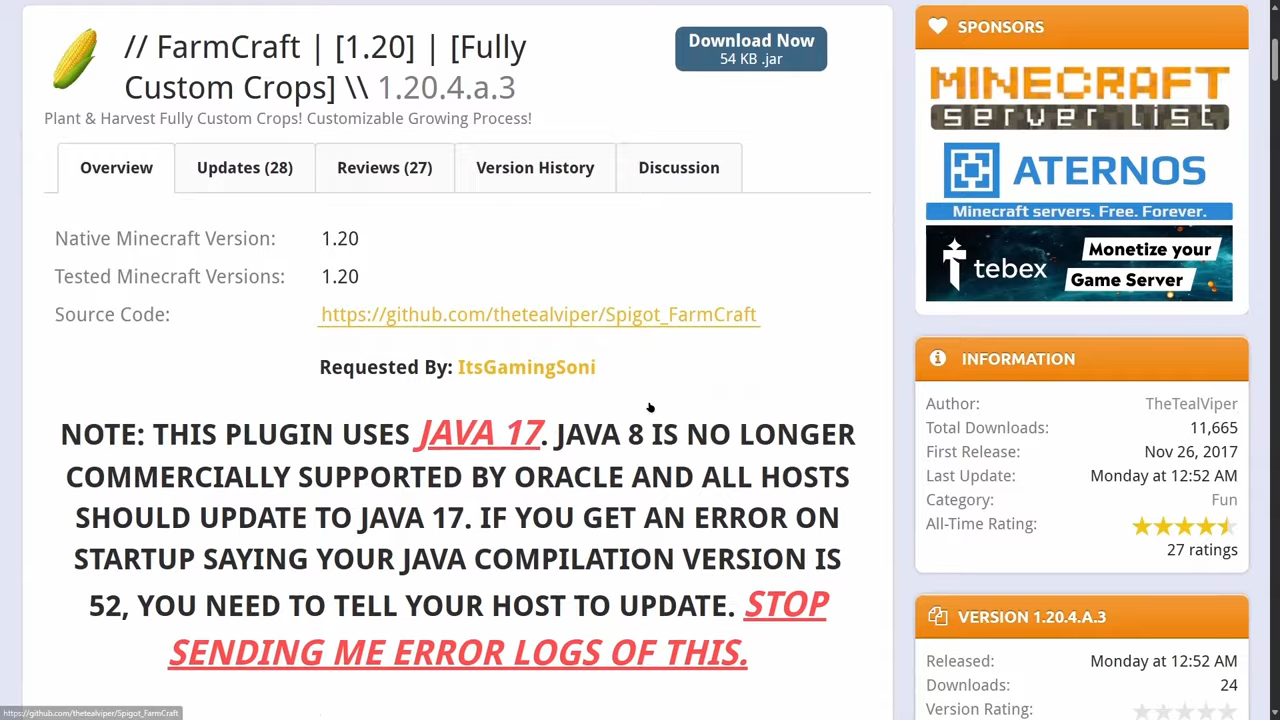 // FarmCraft | [1.20] | [Fully
Custom Crops] \\ 1.20.4.a.3
Plant & Harvest Fully Custom Crops! Customizable Growing Process!
Download Now
54 KB .jar
Overview
Updates (28)
Reviews (27)
Version History
Discussion
Native Minecraft Version: 1.20
Tested Minecraft Versions: 1.20
Source Code: https://github.com/thetealviper/Spigot_FarmCraft
Requested By: ItsGamingSoni
NOTE: THIS PLUGIN USES JAVA 17. JAVA 8 IS NO LONGER
COMMERCIALLY SUPPORTED BY ORACLE AND ALL HOSTS
SHOULD UPDATE TO JAVA 17. IF YOU GET AN ERROR ON
STARTUP SAYING YOUR JAVA COMPILATION VERSION IS
52, YOU NEED TO TELL YOUR HOST TO UPDATE. STOP
SENDING ME ERROR LOGS OF THIS.
https://github.com/thetealviper/Spigot_FarmCraft
SPONSORS
MINECRAFT
server list
ATERNOS
Minecraft servers. Free. Forever.
tebex
Monetize your
Game Server
INFORMATION
Author: TheTealViper
Total Downloads: 11,665
First Release: Nov 26, 2017
Last Update: Monday at 12:52 AM
Category: Fun
All-Time Rating:
27 ratings
VERSION 1.20.4.A.3
Released: Monday at 12:52 AM
Downloads: 24
Version Rating: